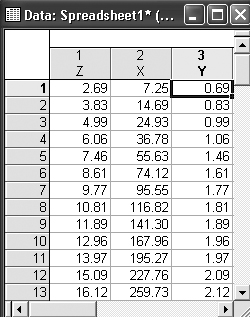 Data: Spreadsheet1* (...
1 2 3
Z X Y
1 2.69 7.25 0.69
2 3.83 14.69 0.83
3 4.99 24.93 0.99
4 6.06 36.78 1.06
5 7.46 55.63 1.46
6 8.61 74.12 1.61
7 9.77 95.55 1.77
8 10.81 116.82 1.81
9 11.89 141.30 1.89
10 12.96 167.96 1.96
11 13.97 195.27 1.97
12 15.09 227.76 2.09
13 16.12 259.73 2.12